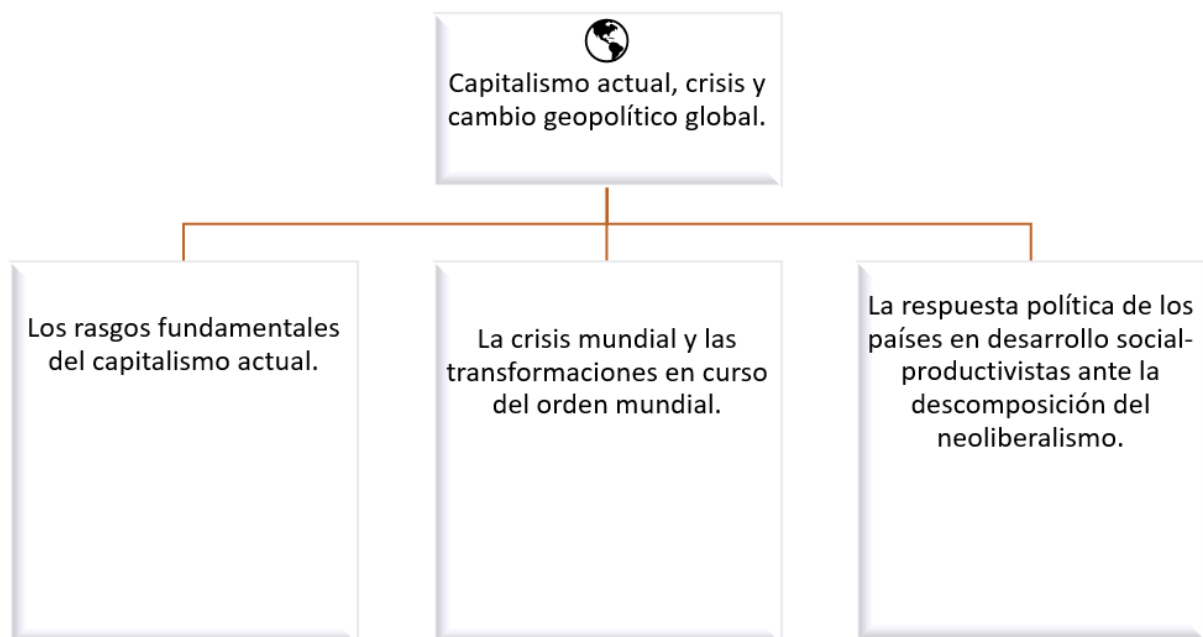 Capitalismo actual, crisis y
cambio geopolítico global.
Los rasgos fundamentales
del capitalismo actual.
La crisis mundial y las
transformaciones en curso
del orden mundial.
La respuesta política de los
países en desarrollo social-
productivistas ante la
descomposición del
neoliberalismo.